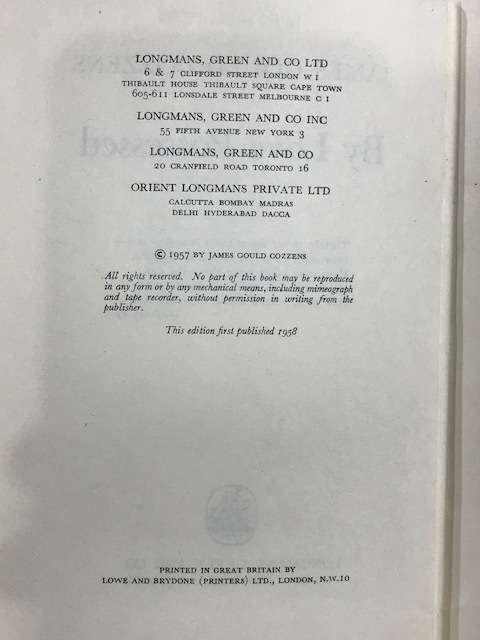 LONGMANS, GREEN AND CO LTD
6 & 7 CLIFFORD STREET LONDON W I
THIBAULT HOUSE THIBAULT SQUARE CAPE TOWN
605-611 LONSDALE STREET MELBOURNE C I
LONGMANS, GREEN AND CO INC
55 FIFTH AVENUE NEW YORK 3
LONGMANS, GREEN AND CO
20 CRANFIELD ROAD TORONTO 16
ORIENT LONGMANS PRIVATE LTD
CALCUTTA BOMBAY MADRAS
DELHI HYDERABAD DACCA
© 1957 BY JAMES GOULD COZZENS
All rights reserved. No part of this book may be reproduced
in any form or by any mechanical means, including mimeograph
and tape recorder, without permission in writing from the
publisher.
This edition first published 1958
PRINTED IN GREAT BRITAIN BY
LOWE AND BRYDONE (PRINTERS) LTD., LONDON, N.W.10